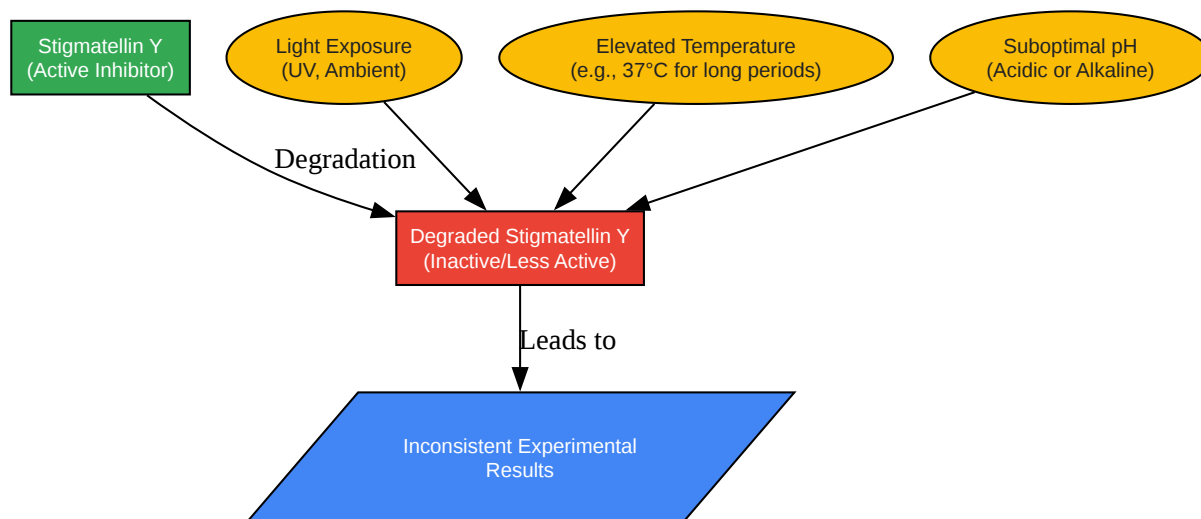 Stigmatellin Y
(Active Inhibitor)
Light Exposure
(UV, Ambient)
Elevated Temperature
(e.g., 37°C for long periods)
Suboptimal pH
(Acidic or Alkaline)
Degradation
Degraded Stigmatellin Y
(Inactive/Less Active)
Leads to
Inconsistent Experimental
Results